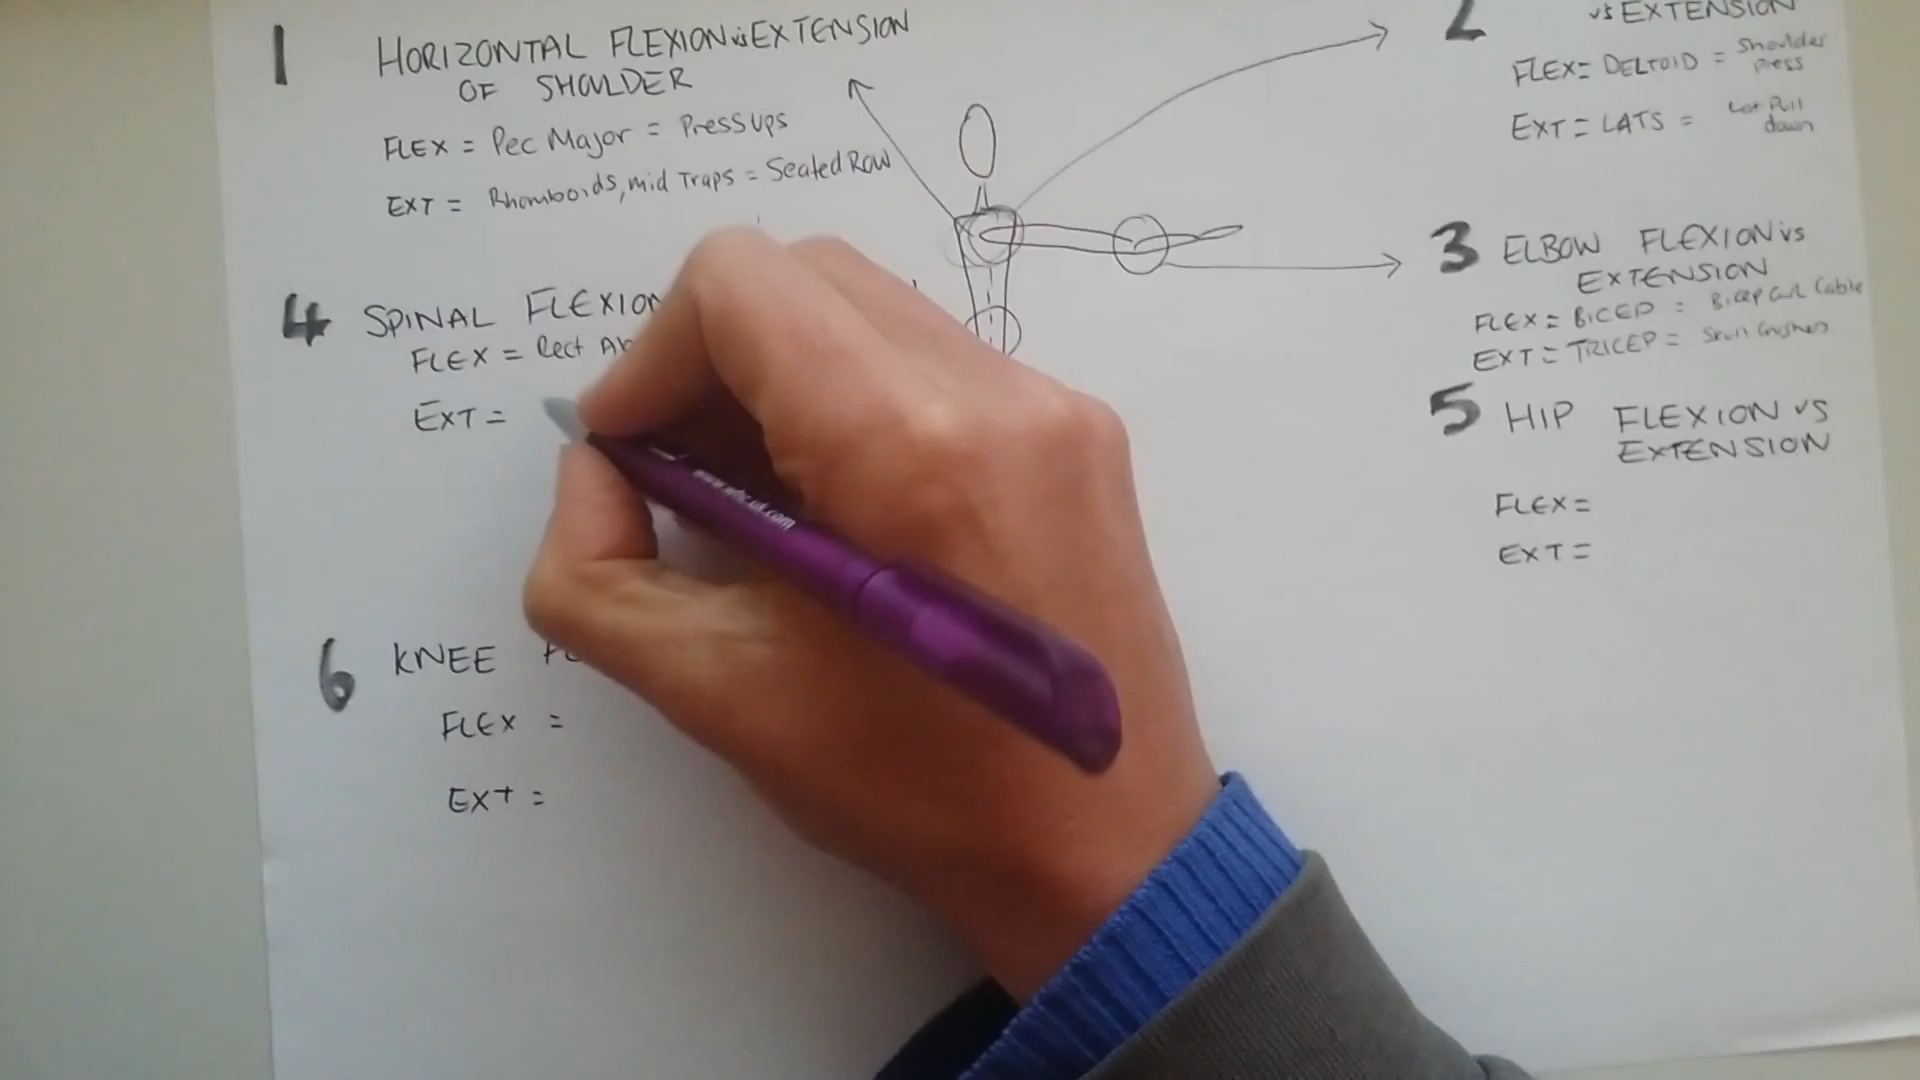 1 HORIZONTAL FLEXION vs EXTENSION
OF SHOULDER
FLEX = Pec Major = Press ups
EXT = Rhomboids, mid Traps = Seated Row
2
vs EXTENSION
FLEX = DELTOID = Shoulder
Press
EXT = LATS = Lat Pull
down
3 ELBOW FLEXION vs
EXTENSION
FLEX = BICEP = Bicep Curl Cable
EXT = TRICEP = Skull Crushers
4 SPINAL FLEXION
FLEX = Rect Ab
EXT =
5 HIP FLEXION vs
EXTENSION
FLEX =
EXT =
6 KNEE
FLEX =
EXT =